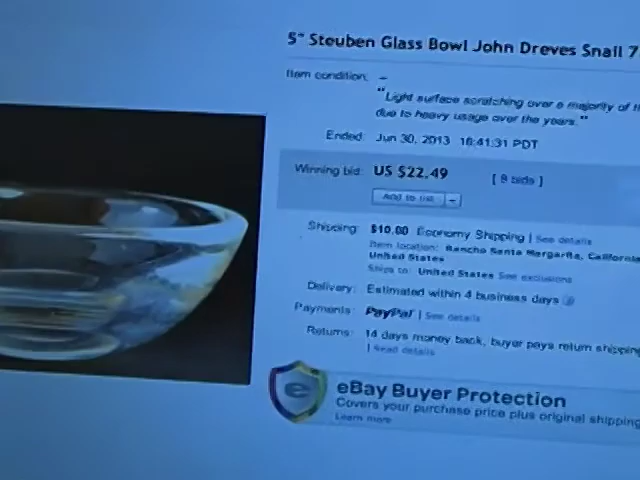 5" Steuben Glass Bowl John Dreves Snail 7
Item condition: --
"Light surface scratching over a majority of
due to heavy usage over the years."
Ended: Jun 30, 2013 16:41:31 PDT
Winning bid: US $22.49 [ 8 bids ]
Add to list
Shipping: $10.00 Economy Shipping | See details
Item location: Rancho Santa Margarita, California
United States
Ships to: United States See exclusions
Delivery: Estimated within 4 business days
Payments: PayPal | See details
Returns: 14 days money back, buyer pays return shipping
| Read details
e
eBay Buyer Protection
Covers your purchase price plus original shipping
Learn more